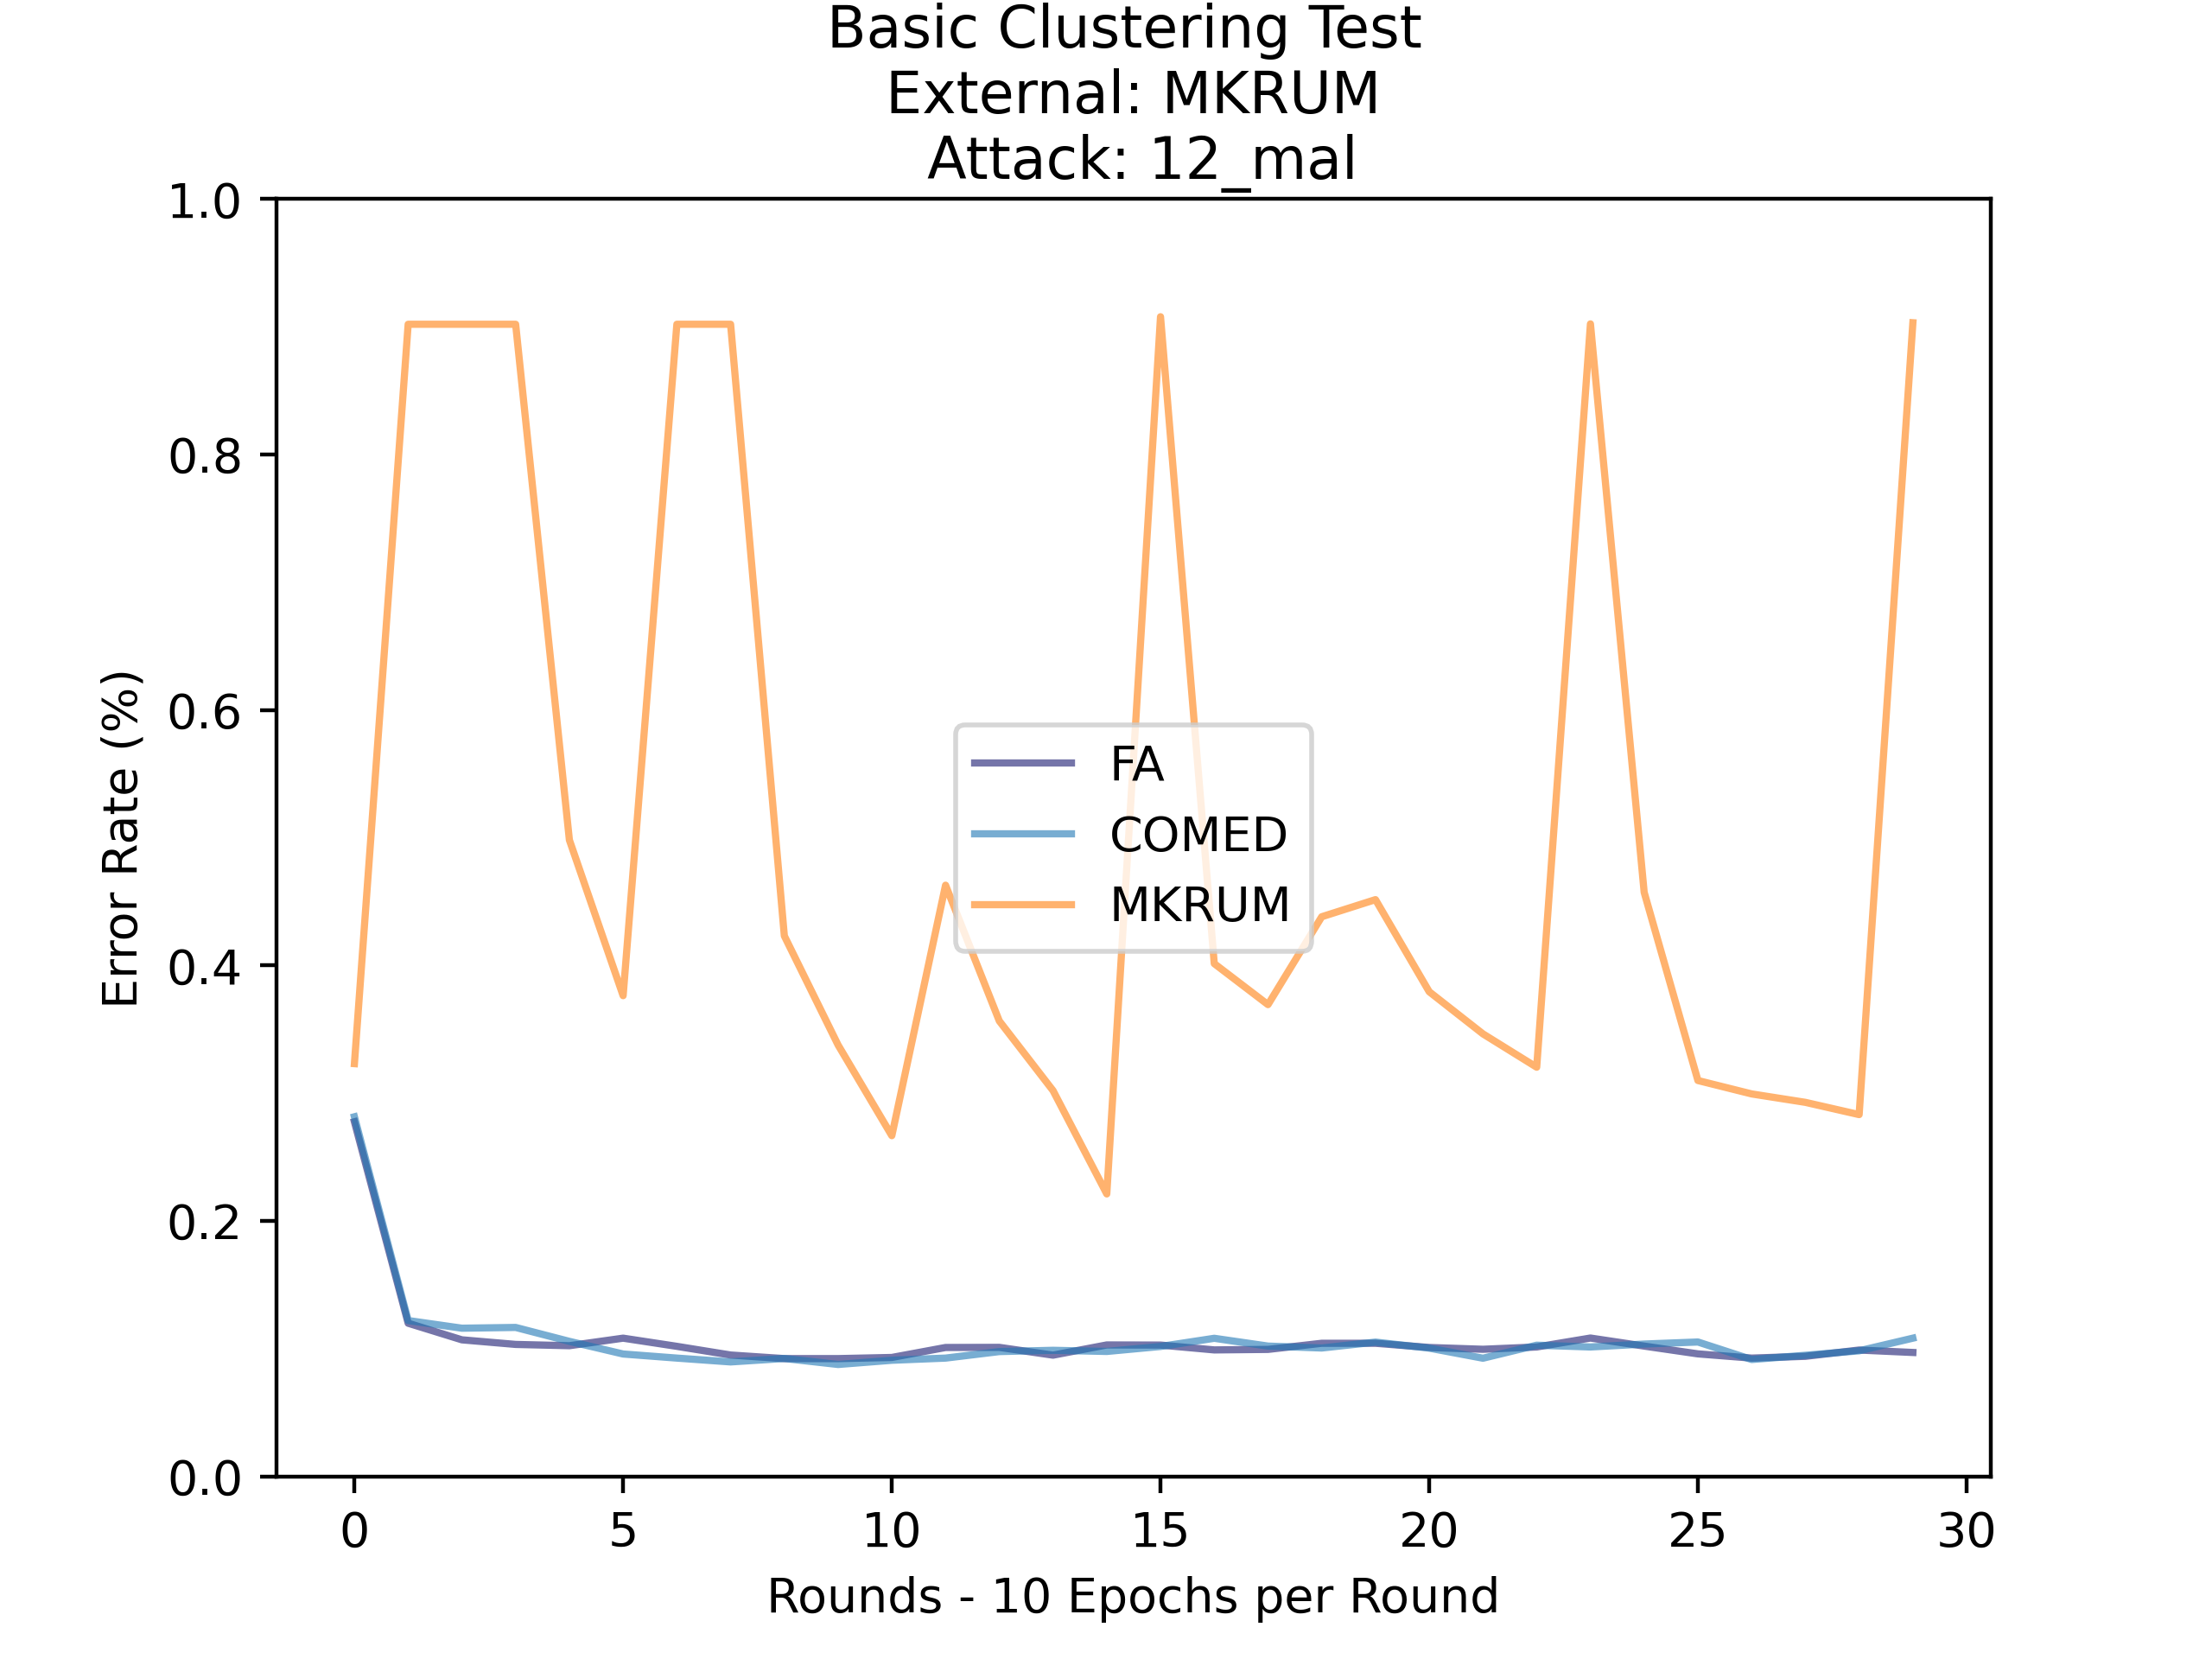 Basic Clustering Test
External: MKRUM
Attack: 12_mal
1.0
0.8
0.6
0.4
0.2
0.0
Error Rate (%)
FA
COMED
MKRUM
0 5 10 15 20 25 30
Rounds - 10 Epochs per Round